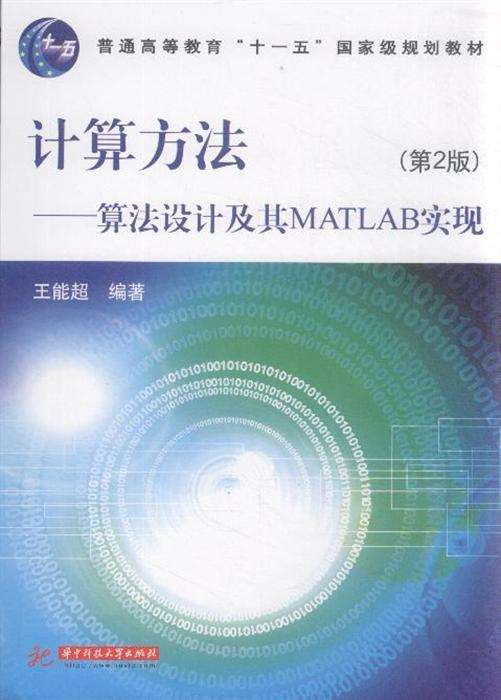 十一五
普通高等教育“十一五”国家级规划教材
计算方法
(第2版)
——算法设计及其MATLAB实现
王能超 编著
华中科技大学出版社